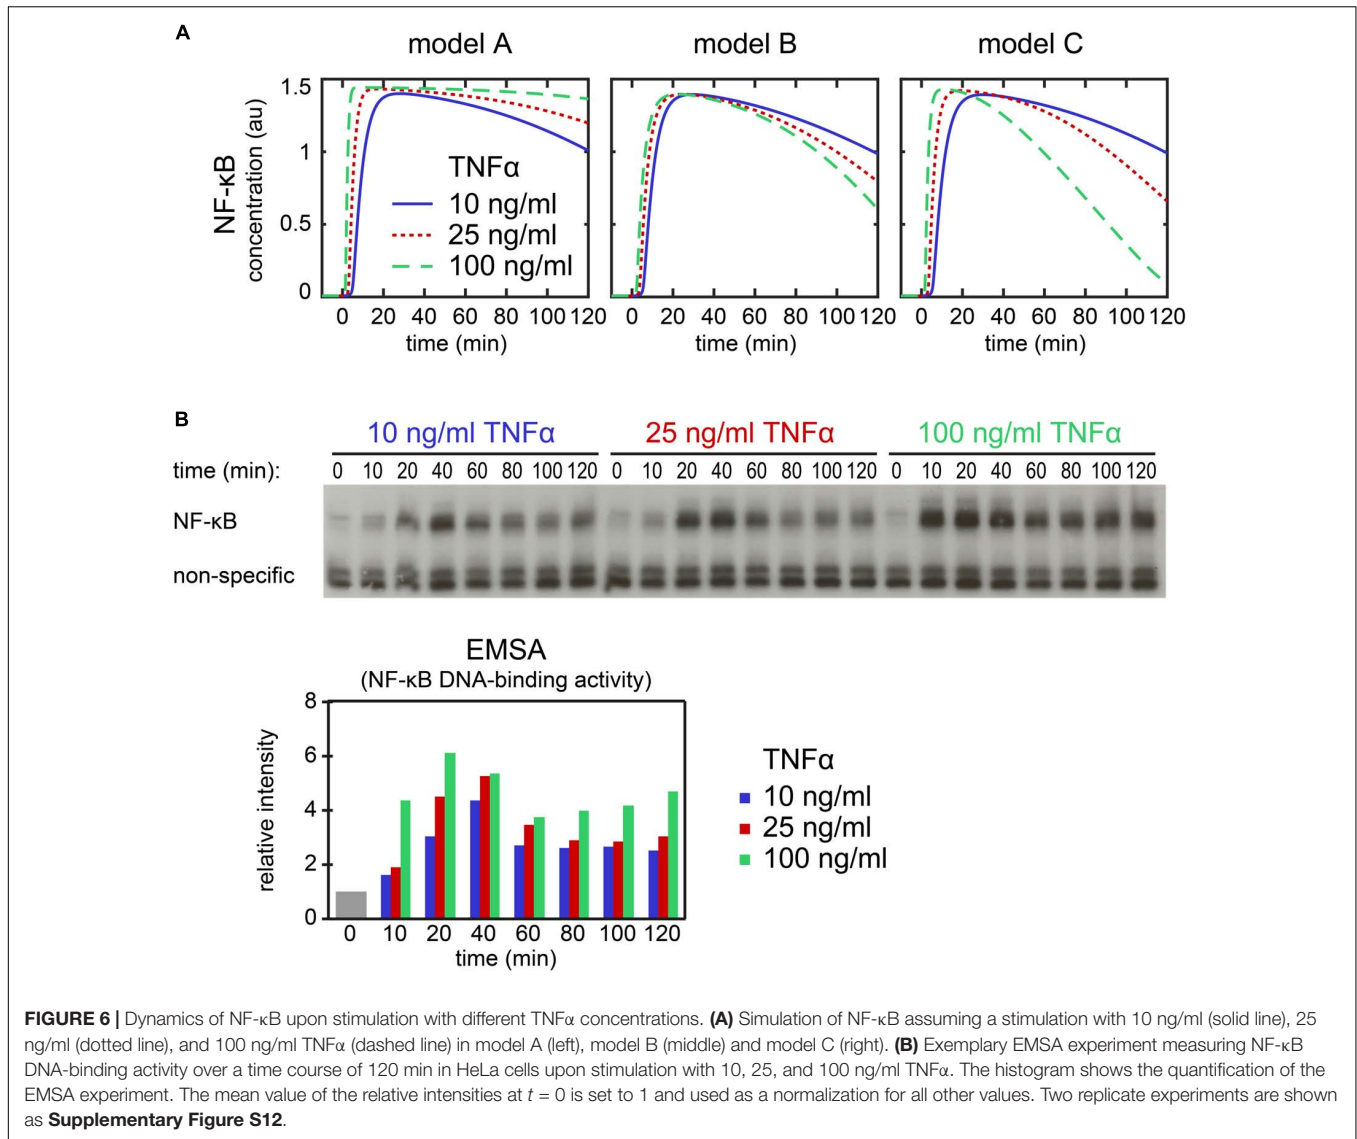 A
model A
model B
model C
NF-κB
concentration (au)
1.5
1
0.5
0
TNFα
10 ng/ml
25 ng/ml
100 ng/ml
0 20 40 60 80 100 120
time (min)
0 20 40 60 80 100 120
time (min)
0 20 40 60 80 100 120
time (min)
B
10 ng/ml TNFα
25 ng/ml TNFα
100 ng/ml TNFα
time (min):
0 10 20 40 60 80 100 120
0 10 20 40 60 80 100 120
0 10 20 40 60 80 100 120
NF-κB
non-specific
EMSA
(NF-κB DNA-binding activity)
relative intensity
8
6
4
2
0
0 10 20 40 60 80 100 120
time (min)
TNFα
10 ng/ml
25 ng/ml
100 ng/ml
FIGURE 6 | Dynamics of NF-κB upon stimulation with different TNFα concentrations. (A) Simulation of NF-κB assuming a stimulation with 10 ng/ml (solid line), 25
ng/ml (dotted line), and 100 ng/ml TNFα (dashed line) in model A (left), model B (middle) and model C (right). (B) Exemplary EMSA experiment measuring NF-κB
DNA-binding activity over a time course of 120 min in HeLa cells upon stimulation with 10, 25, and 100 ng/ml TNFα. The histogram shows the quantification of the
EMSA experiment. The mean value of the relative intensities at t = 0 is set to 1 and used as a normalization for all other values. Two replicate experiments are shown
as Supplementary Figure S12.